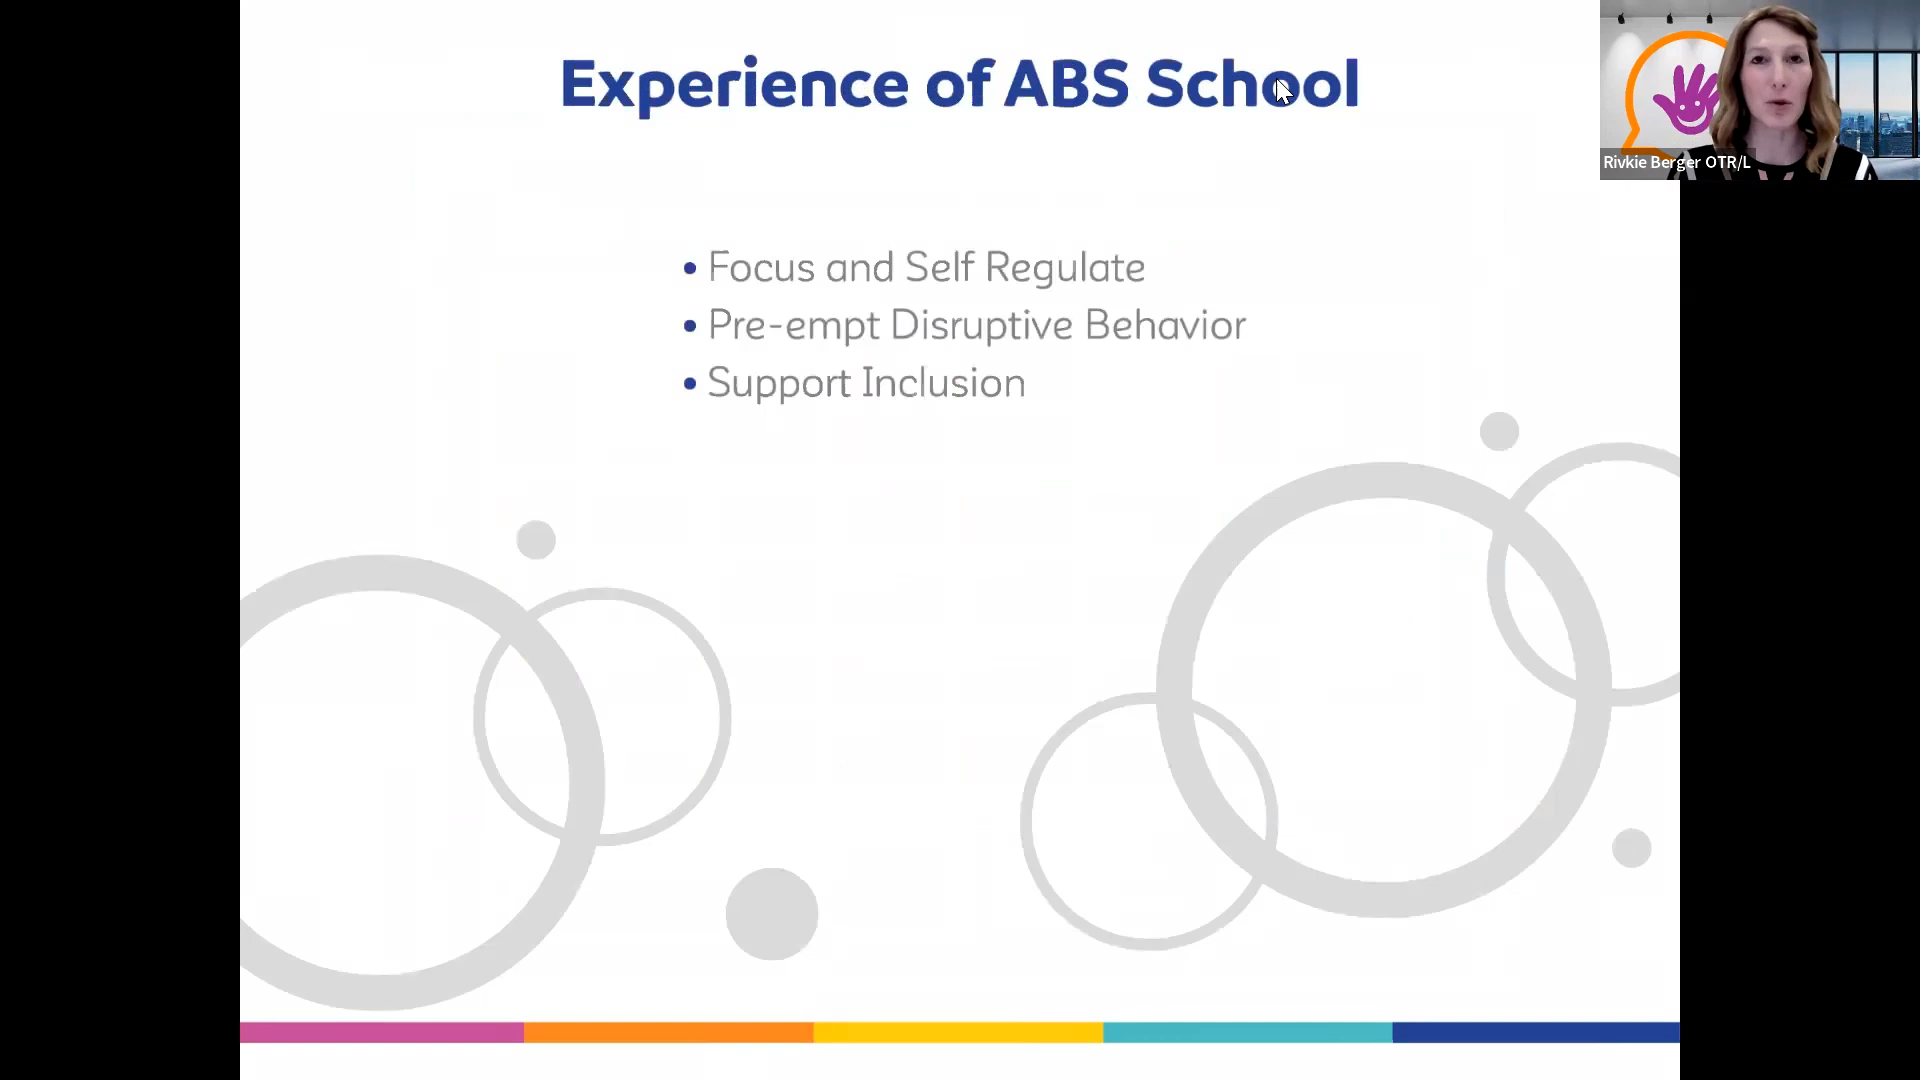 Experience of ABS School
Rivkie Berger OTR/L
• Focus and Self Regulate
• Pre-empt Disruptive Behavior
• Support Inclusion